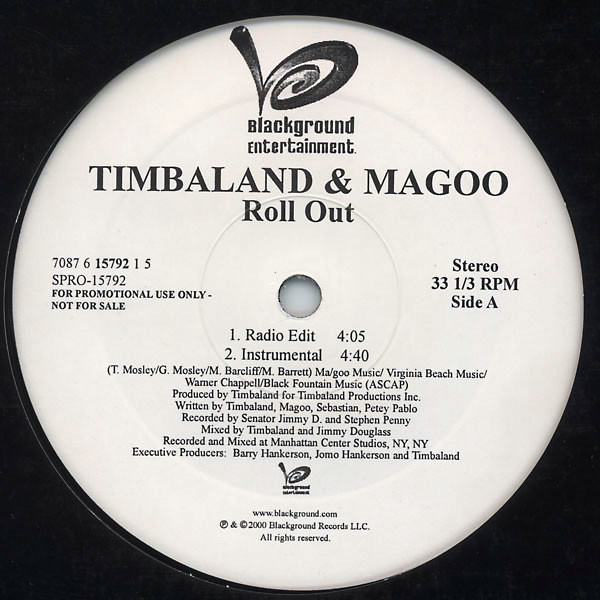 Blackground
Entertainment.
TIMBALAND & MAGOO
Roll Out
7087 6 15792 1 5
SPRO-15792
FOR PROMOTIONAL USE ONLY -
NOT FOR SALE
Stereo
33 1/3 RPM
Side A
1. Radio Edit 4:05
2. Instrumental 4:40
(T. Mosley/G. Mosley/M. Barcliff/M. Barrett) Ma/goo Music/ Virginia Beach Music/
Warner Chappell/Black Fountain Music (ASCAP)
Produced by Timbaland for Timbaland Productions Inc.
Written by Timbaland, Magoo, Sebastian, Petey Pablo
Recorded by Senator Jimmy D. and Stephen Penny
Mixed by Timbaland and Jimmy Douglass
Recorded and Mixed at Manhattan Center Studios, NY, NY
Executive Producers: Barry Hankerson, Jomo Hankerson and Timbaland
Blackground
Entertainment.
www.blackground.com
℗ & ©2000 Blackground Records LLC.
All rights reserved.